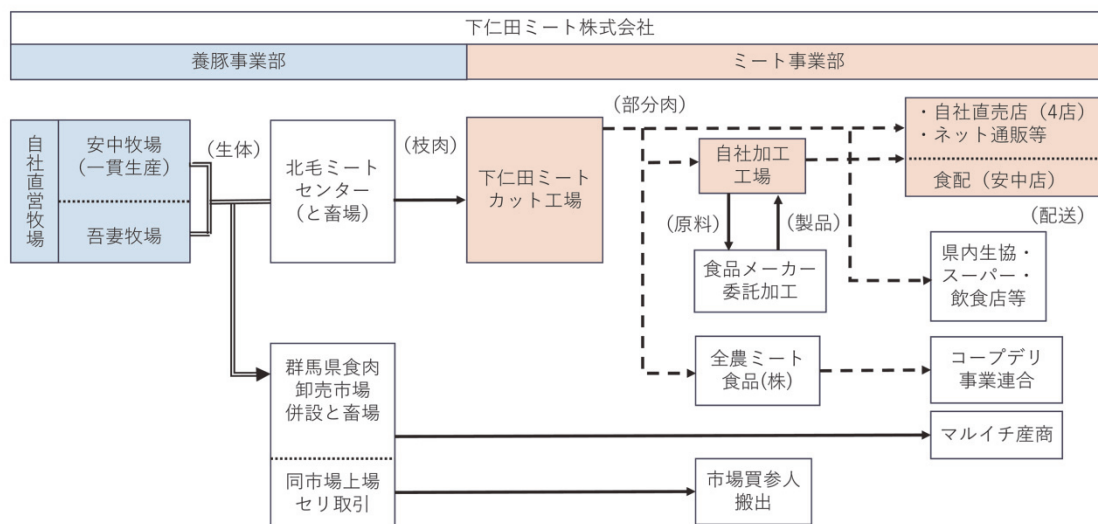 下仁田ミート株式会社
養豚事業部
ミート事業部
自社直営牧場
安中牧場
(一貫生産)
吾妻牧場
(生体)
北毛ミート
センター
(と畜場)
(枝肉)
下仁田ミート
カット工場
(部分肉)
自社加工
工場
(原料)
(製品)
食品メーカー
委託加工
・自社直売店(4店)
・ネット通販等
食配(安中店)
(配送)
県内生協・
スーパー・
飲食店等
全農ミート
食品(株)
コープデリ
事業連合
群馬県食肉
卸売市場
併設と畜場
マルイチ産商
同市場上場
セリ取引
市場買参人
搬出